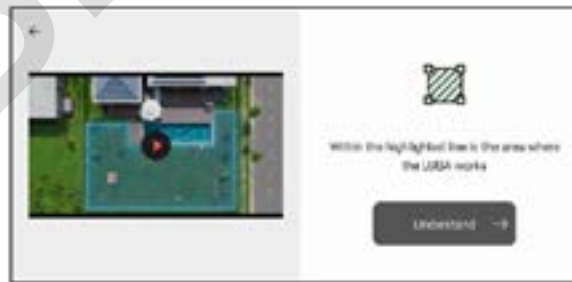 Within the highlighted line is the area where
the LUBA works
Understand